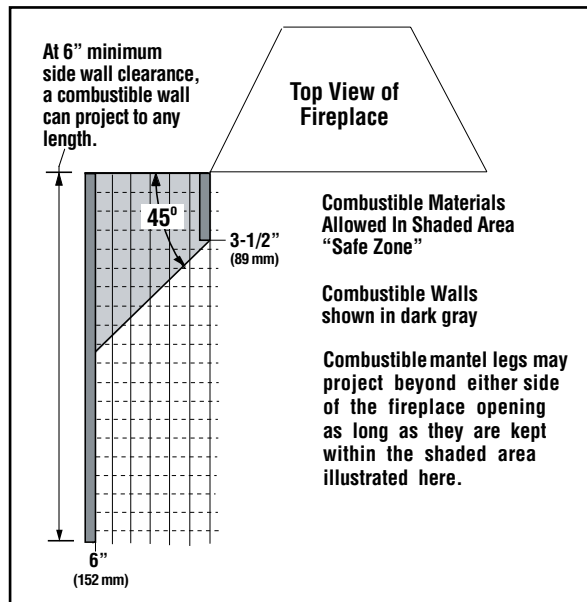 At 6” minimum
side wall clearance,
a combustible wall
can project to any
length.
Top View of
Fireplace
45⁰
3-1/2”
(89 mm)
Combustible Materials
Allowed In Shaded Area
“Safe Zone”
Combustible Walls
shown in dark gray
Combustible mantel legs may
project beyond either side
of the fireplace opening
as long as they are kept
within the shaded area
illustrated here.
6”
(152 mm)